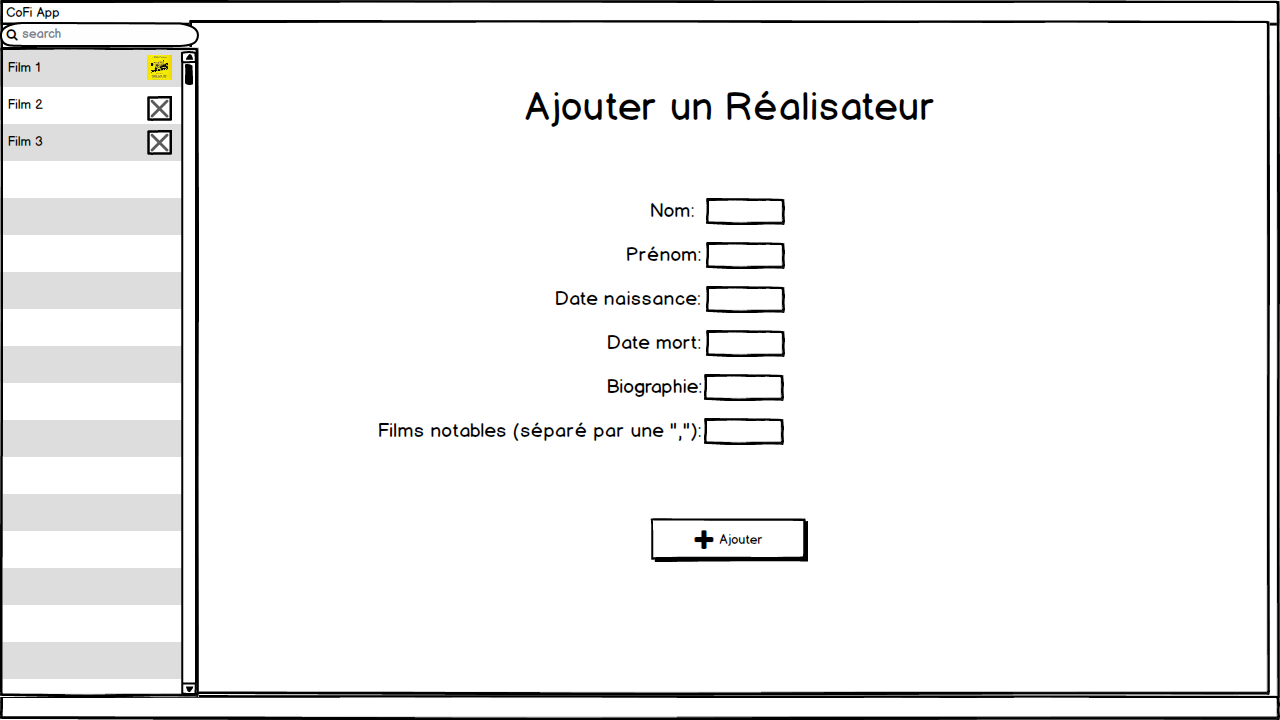 CoFi App
search
Film 1
Film 2
Film 3
Ajouter un Réalisateur
Nom:
Prénom:
Date naissance:
Date mort:
Biographie:
Films notables (séparé par une ","):
Ajouter